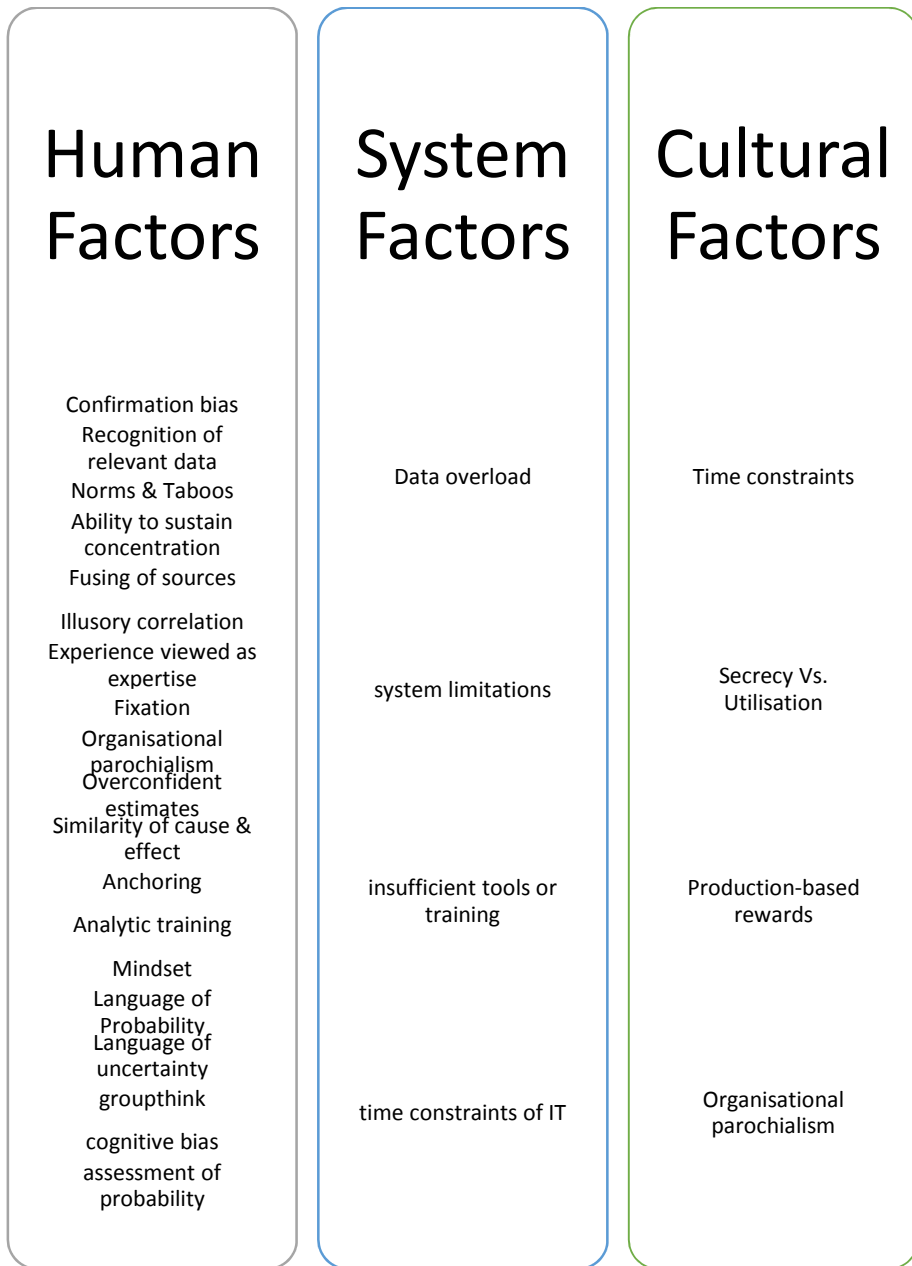 Human
Factors
Confirmation bias
Recognition of
relevant data
Norms & Taboos
Ability to sustain
concentration
Fusing of sources
Illusory correlation
Experience viewed as
expertise
Fixation
Organisational
parochialism
Overconfident
estimates
Similarity of cause &
effect
Anchoring
Analytic training
Mindset
Language of
Probability
Language of
uncertainty
groupthink
cognitive bias
assessment of
probability
System
Factors
Data overload
system limitations
insufficient tools or
training
time constraints of IT
Cultural
Factors
Time constraints
Secrecy Vs.
Utilisation
Production-based
rewards
Organisational
parochialism